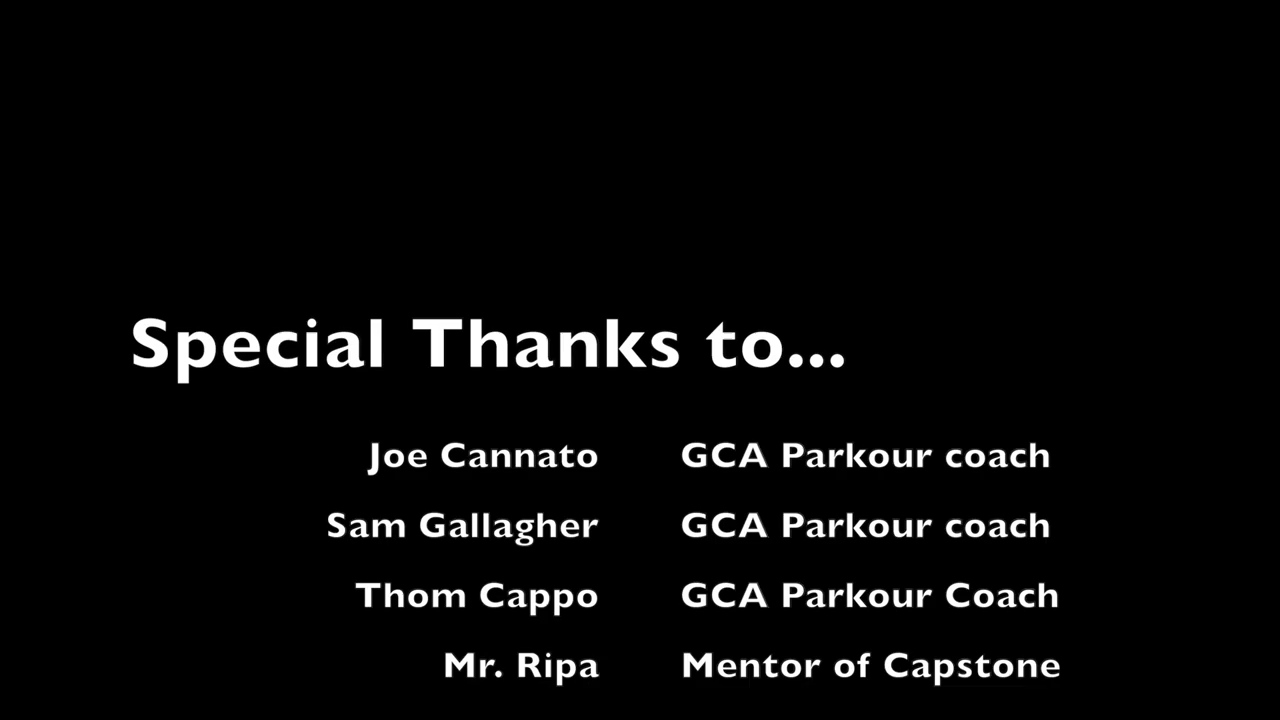 Special Thanks to...
Joe Cannato GCA Parkour coach
Sam Gallagher GCA Parkour coach
Thom Cappo GCA Parkour Coach
Mr. Ripa Mentor of Capstone